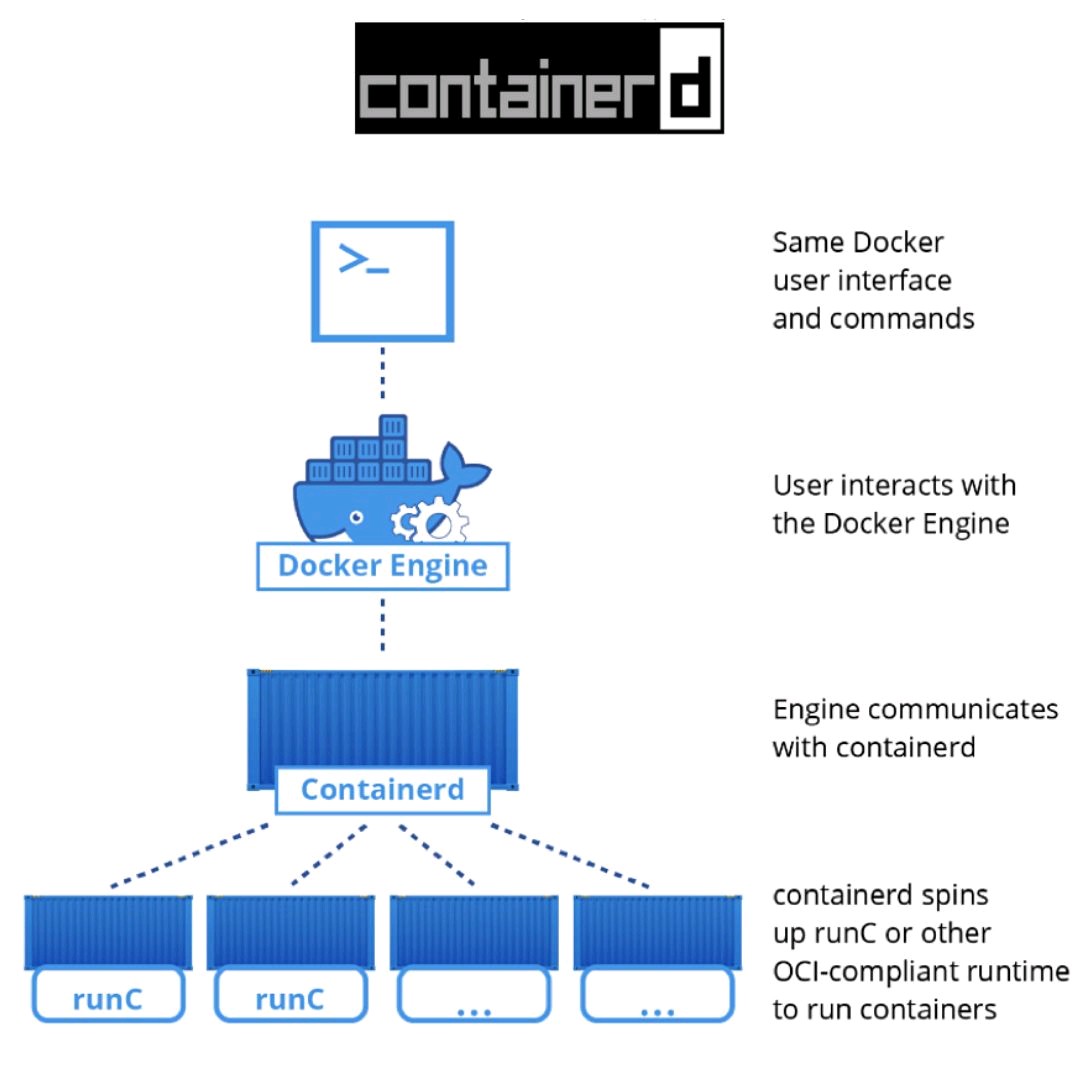 containerd
>_
Same Docker
user interface
and commands
User interacts with
the Docker Engine
Docker Engine
Engine communicates
with containerd
Containerd
containerd spins
up runC or other
OCI-compliant runtime
to run containers
runC
runC
...
...